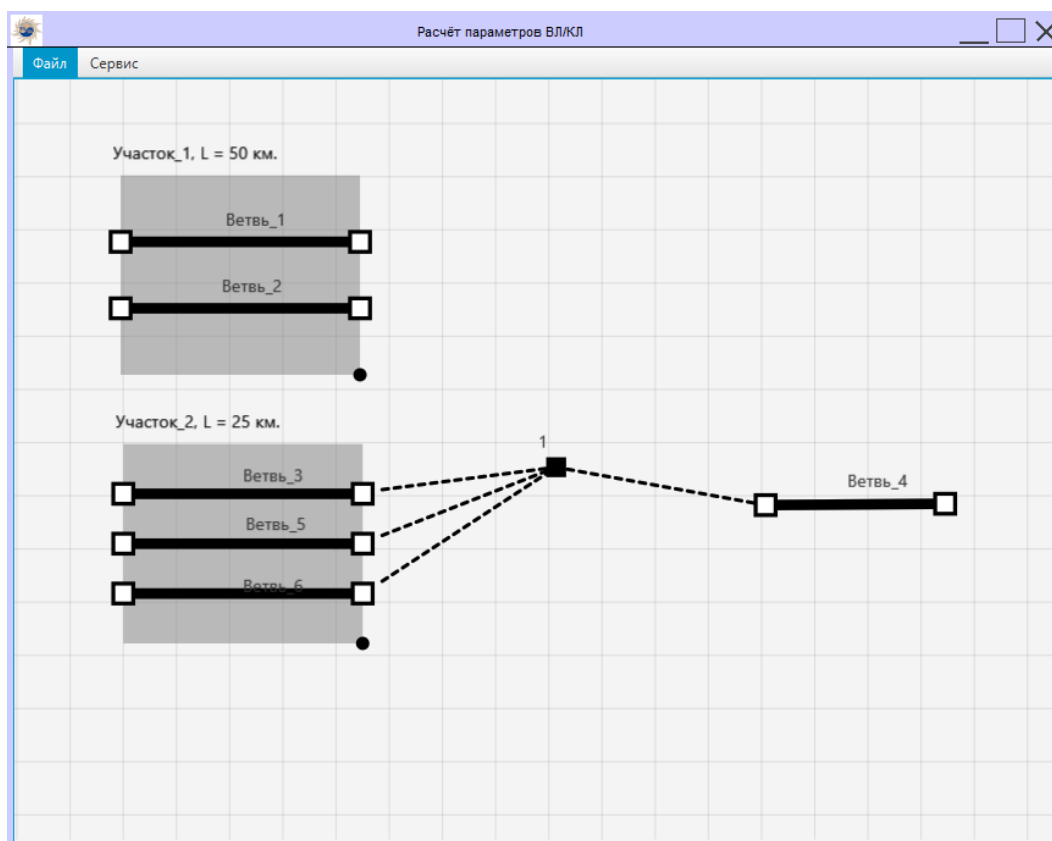 Расчёт параметров ВЛ/КЛ
Файл Сервис
Участок_1, L = 50 км.
Ветвь_1
Ветвь_2
Участок_2, L = 25 км.
1
Ветвь_3
Ветвь_4
Ветвь_5
Ветвь_6